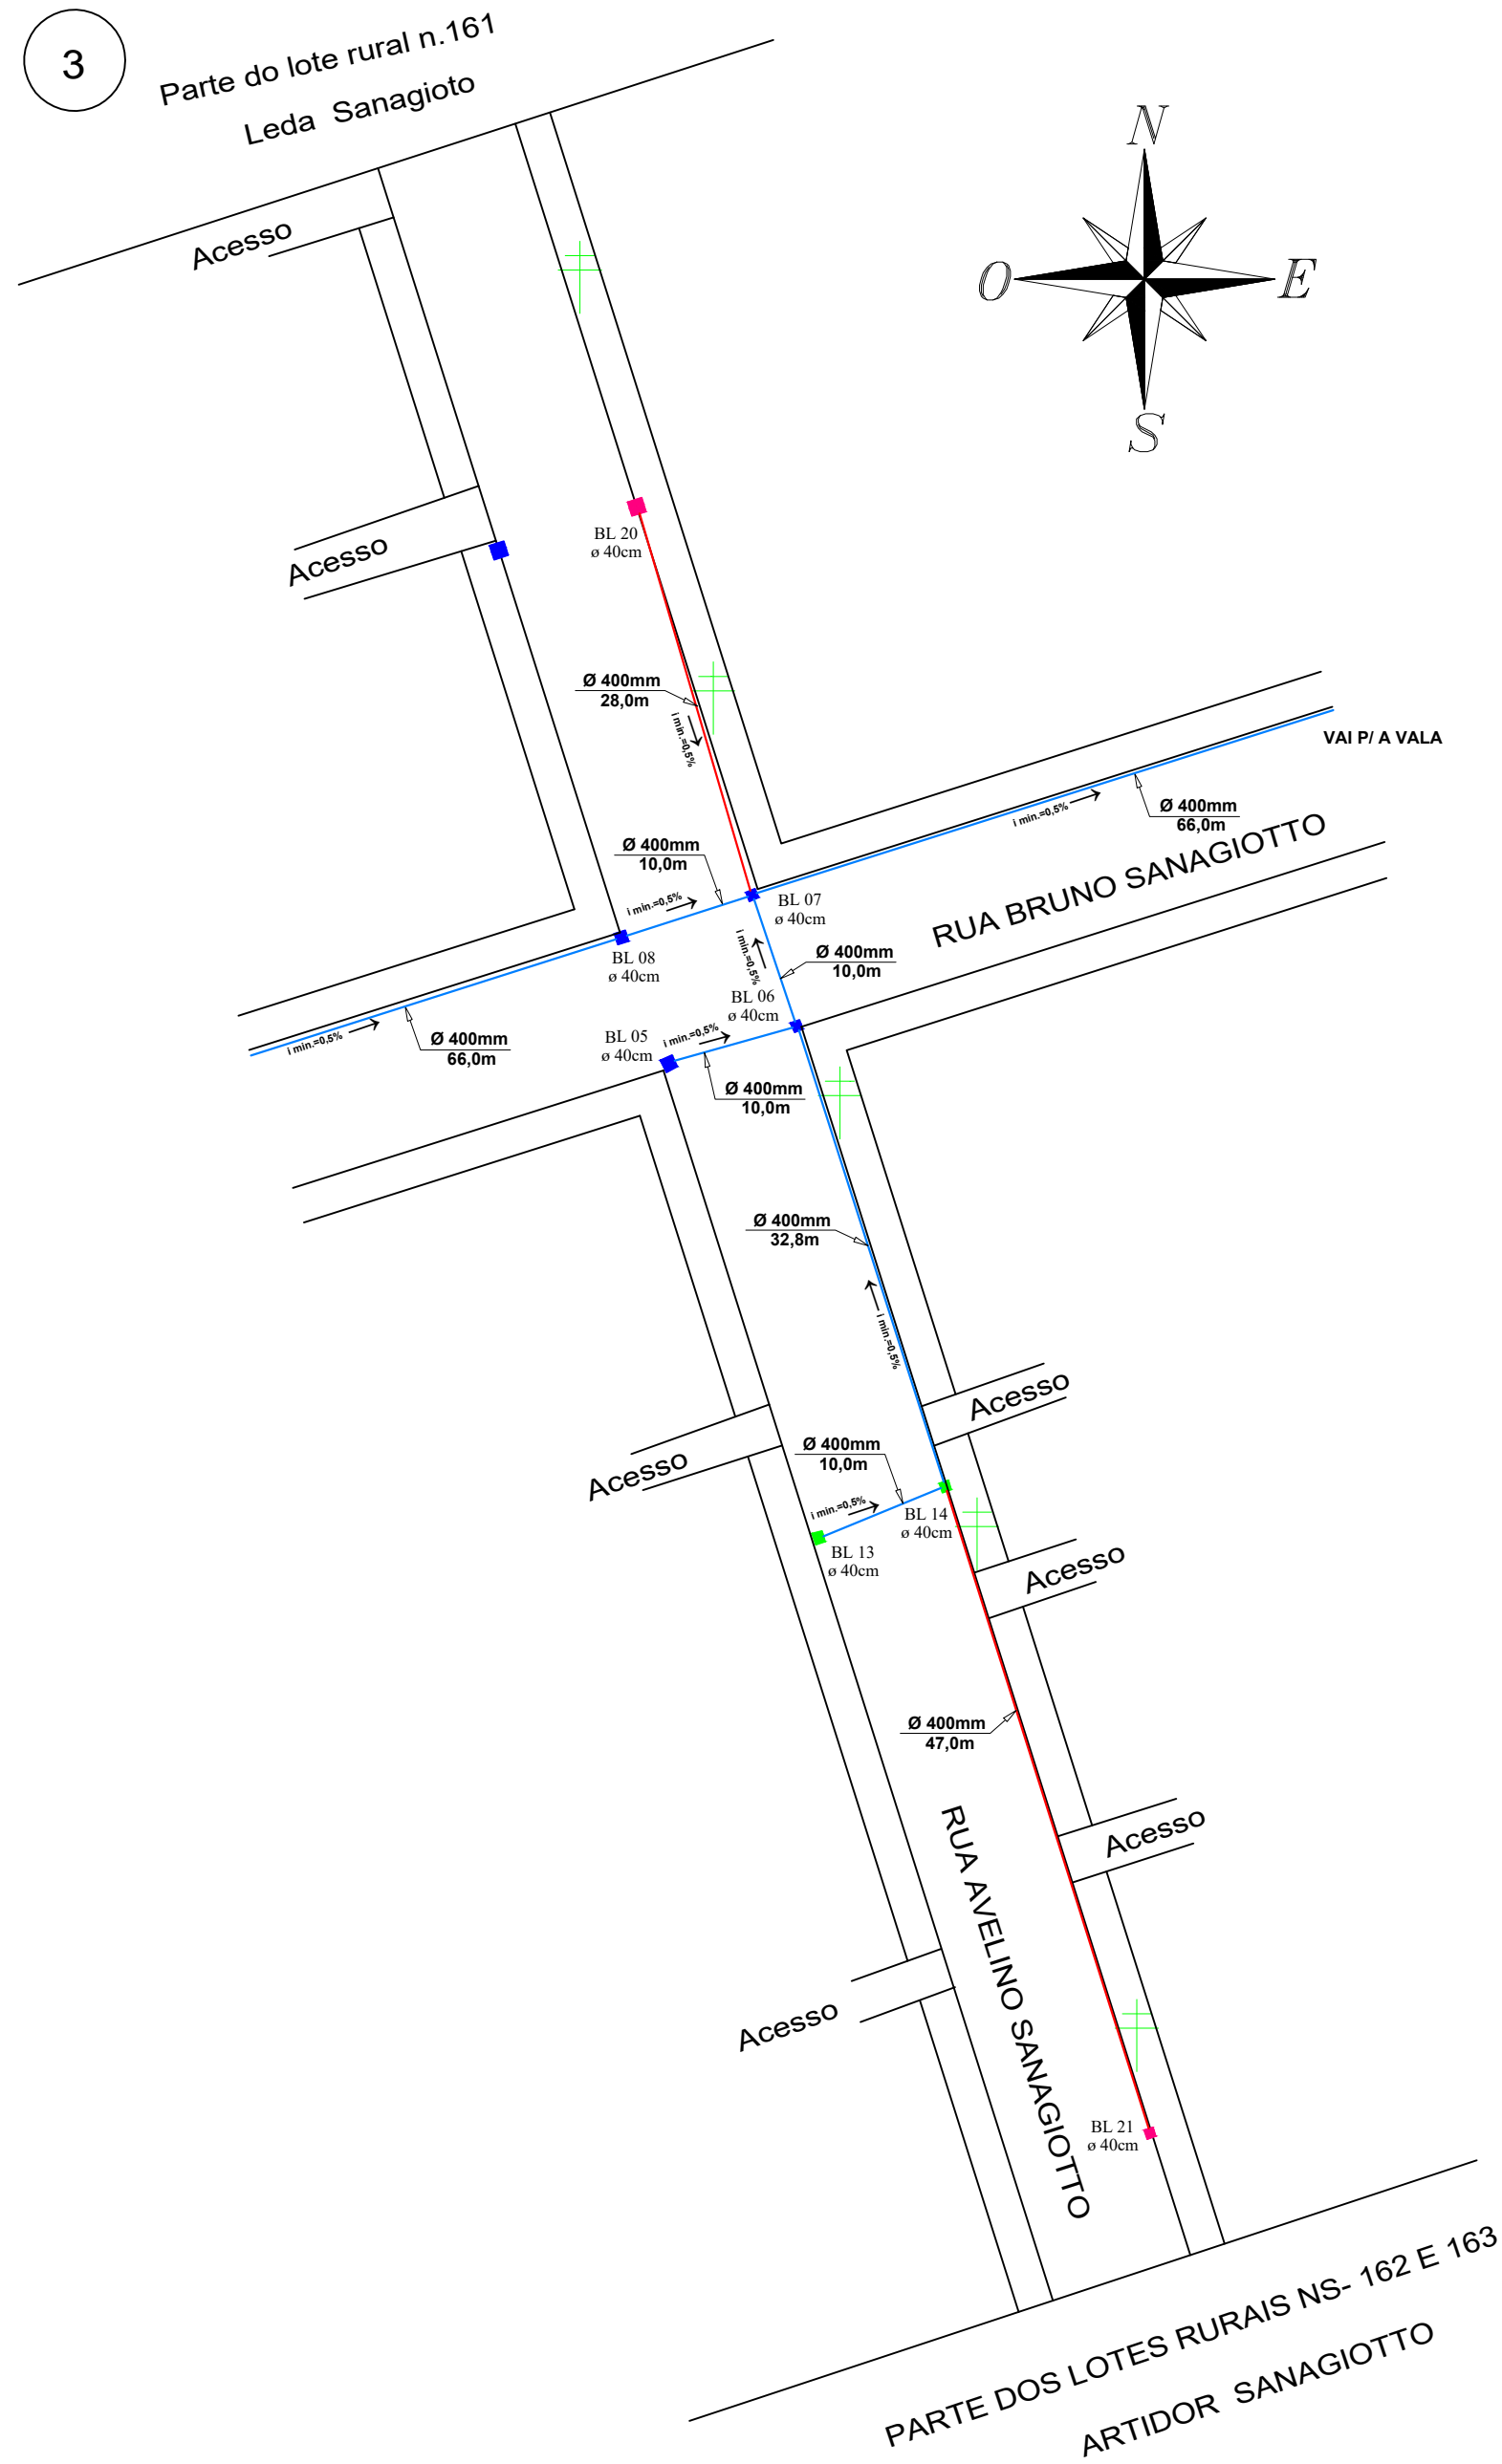 3
Parte do lote rural n.161
Leda Sanagioto
N
O
E
S
Acesso
Acesso
BL 20
ø 40cm
Ø 400mm
28,0m
i min.=0,5%
VAI P/ A VALA
Ø 400mm
66,0m
i min.=0,5%
RUA BRUNO SANAGIOTTO
Ø 400mm
10,0m
i min.=0,5%
BL 07
ø 40cm
BL 08
ø 40cm
i min.=0,5%
Ø 400mm
10,0m
BL 06
ø 40cm
i min.=0,5%
Ø 400mm
66,0m
BL 05
ø 40cm
i min.=0,5%
Ø 400mm
10,0m
Ø 400mm
32,8m
i min.=0,5%
Acesso
Acesso
Ø 400mm
10,0m
i min.=0,5%
BL 14
ø 40cm
BL 13
ø 40cm
Acesso
Ø 400mm
47,0m
Acesso
RUA AVELINO SANAGIOTTO
Acesso
BL 21
ø 40cm
PARTE DOS LOTES RURAIS NS- 162 E 163
ARTIDOR SANAGIOTTO